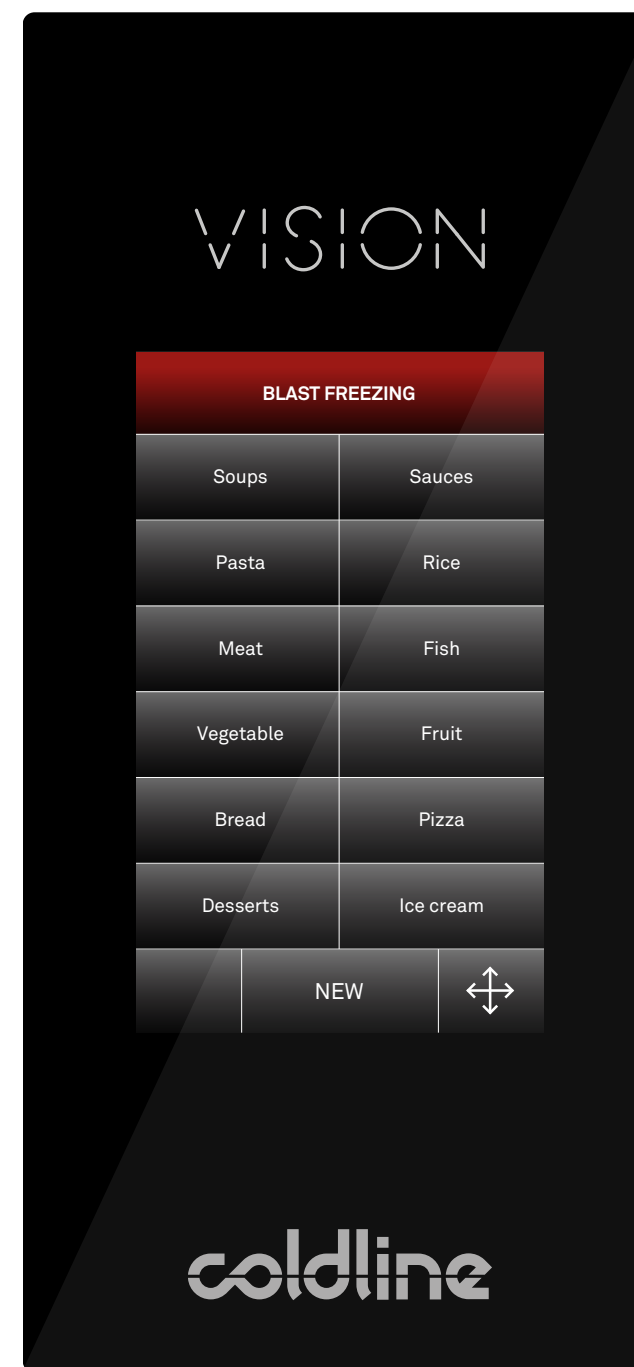 VISION
BLAST FREEZING
Soups Sauces
Pasta Rice
Meat Fish
Vegetable Fruit
Bread Pizza
Desserts Ice cream
NEW
coldline